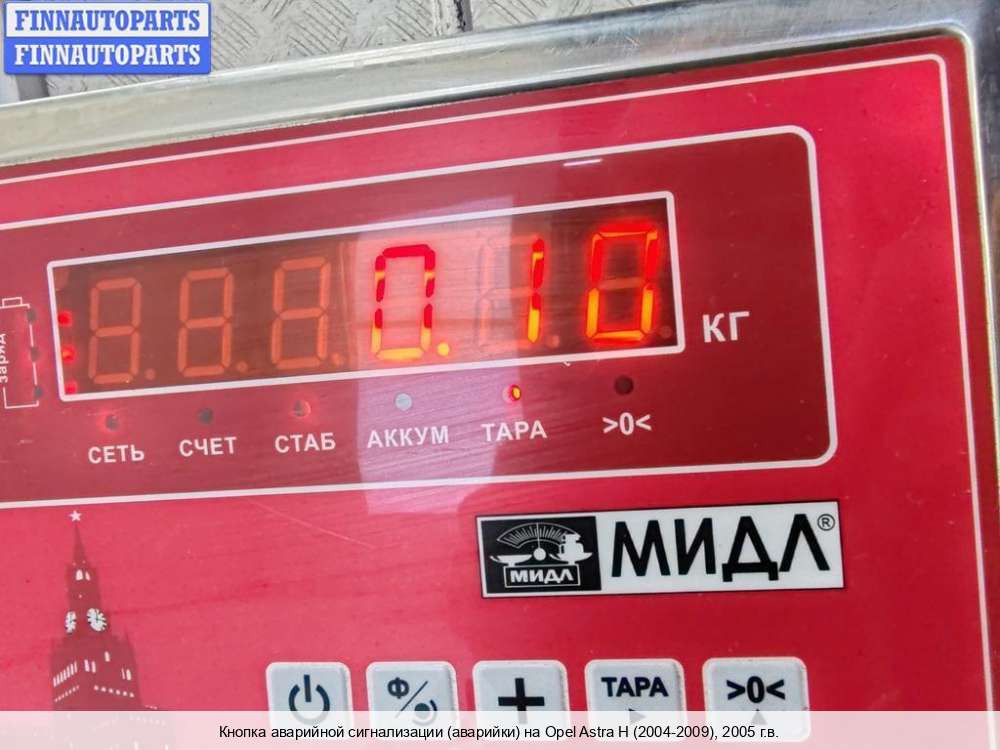 FINNAUTOPARTS
FINNAUTOPARTS
0.10
КГ
заряд
СЕТЬ СЧЕТ СТАБ АККУМ ТАРА >0<
МИДЛ МИДЛ®
Ф ТАРА >0<
Кнопка аварийной сигнализации (аварийки) на Opel Astra H (2004-2009), 2005 г.в.